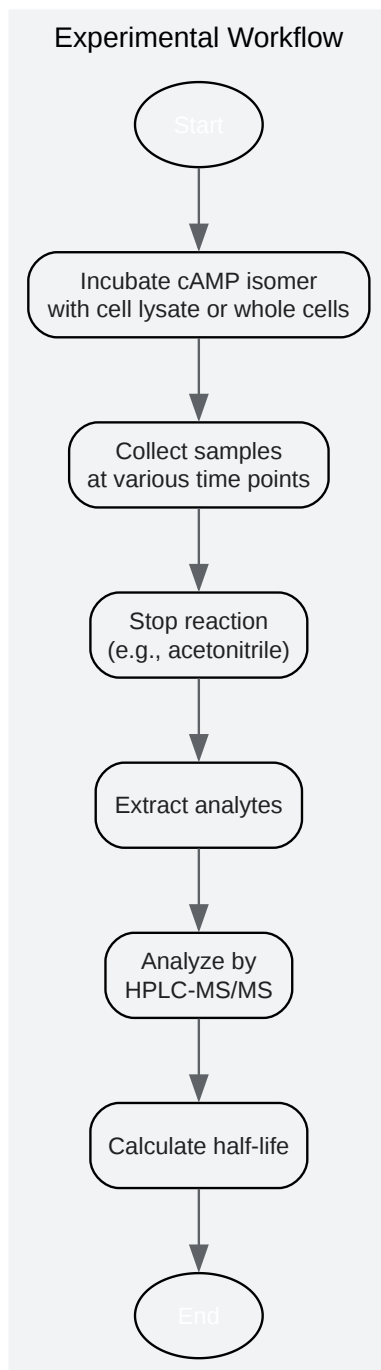 Experimental Workflow
Start
Incubate cAMP isomer
with cell lysate or whole cells
Collect samples
at various time points
Stop reaction
(e.g., acetonitrile)
Extract analytes
Analyze by
HPLC-MS/MS
Calculate half-life
End